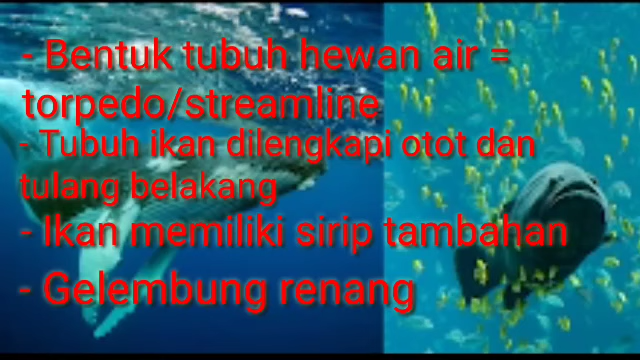 - Bentuk tubuh hewan air =
torpedo/streamline
- Tubuh ikan dilengkapi otot dan
tulang belakang
- Ikan memiliki sirip tambahan
- Gelembung renang